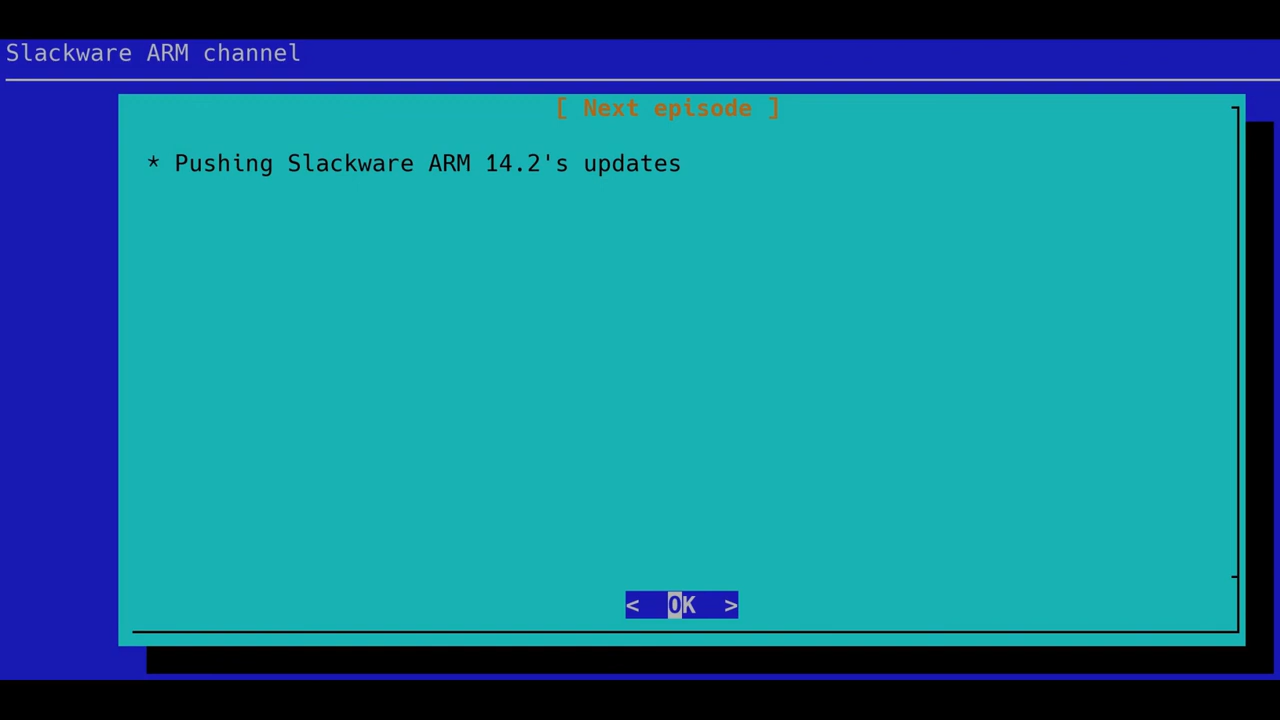 Slackware ARM channel
[ Next episode ]
* Pushing Slackware ARM 14.2's updates
< OK >